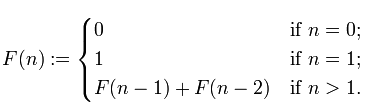 F(n) := { 0 if n = 0;
1 if n = 1;
F(n − 1) + F(n − 2) if n > 1.